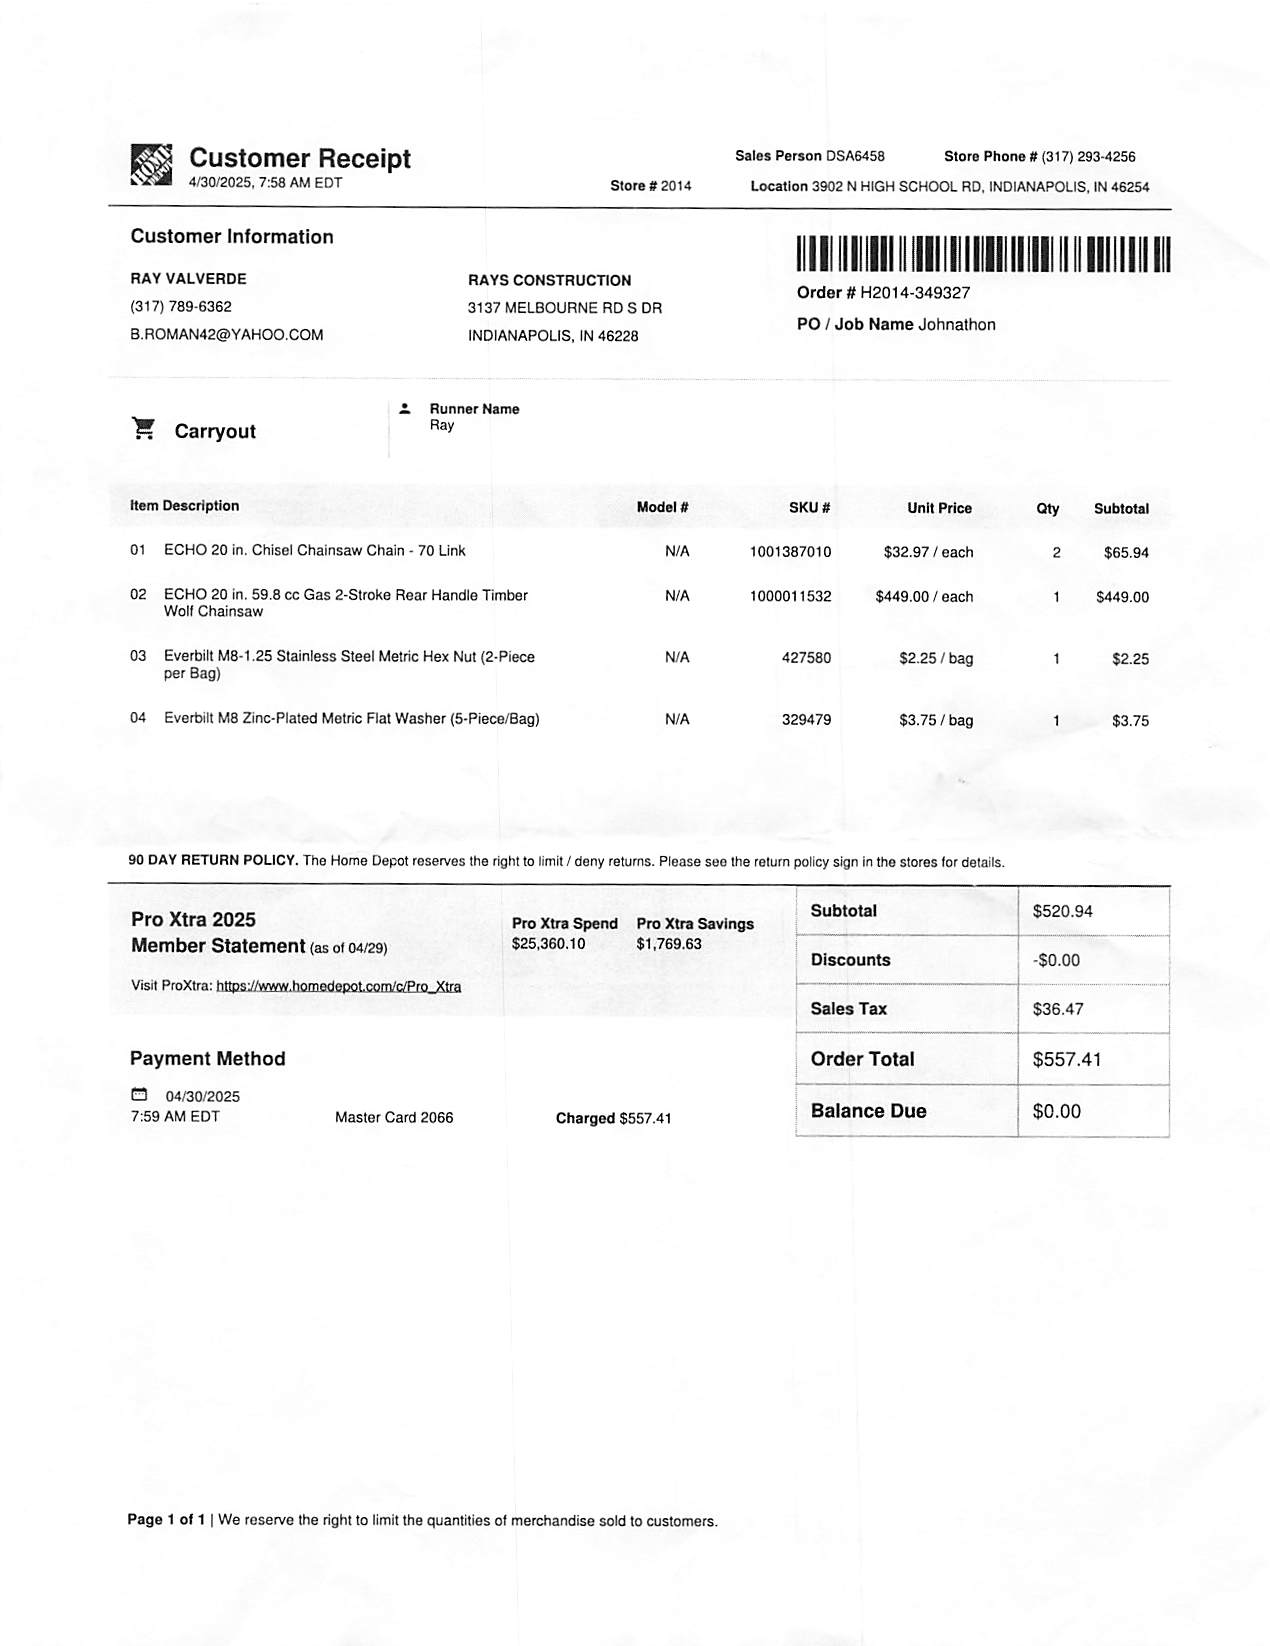 THE HOME DEPOT
Customer Receipt
4/30/2025, 7:58 AM EDT
Sales Person DSA6458 Store Phone # (317) 293-4256
Store # 2014 Location 3902 N HIGH SCHOOL RD, INDIANAPOLIS, IN 46254
Customer Information
RAY VALVERDE
(317) 789-6362
B.ROMAN42@YAHOO.COM
RAYS CONSTRUCTION
3137 MELBOURNE RD S DR
INDIANAPOLIS, IN 46228
Order # H2014-349327
PO / Job Name Johnathon
Carryout
Runner Name
Ray
Item Description Model # SKU # Unit Price Qty Subtotal
01 ECHO 20 in. Chisel Chainsaw Chain - 70 Link N/A 1001387010 $32.97 / each 2 $65.94
02 ECHO 20 in. 59.8 cc Gas 2-Stroke Rear Handle Timber N/A 1000011532 $449.00 / each 1 $449.00
Wolf Chainsaw
03 Everbilt M8-1.25 Stainless Steel Metric Hex Nut (2-Piece N/A 427580 $2.25 / bag 1 $2.25
per Bag)
04 Everbilt M8 Zinc-Plated Metric Flat Washer (5-Piece/Bag) N/A 329479 $3.75 / bag 1 $3.75
90 DAY RETURN POLICY. The Home Depot reserves the right to limit / deny returns. Please see the return policy sign in the stores for details.
Pro Xtra 2025
Member Statement (as of 04/29)
Visit ProXtra: https://www.homedepot.com/c/Pro_Xtra
Pro Xtra Spend Pro Xtra Savings
$25,360.10 $1,769.63
Subtotal $520.94
Discounts -$0.00
Sales Tax $36.47
Order Total $557.41
Balance Due $0.00
Payment Method
04/30/2025
7:59 AM EDT Master Card 2066 Charged $557.41
Page 1 of 1 | We reserve the right to limit the quantities of merchandise sold to customers.